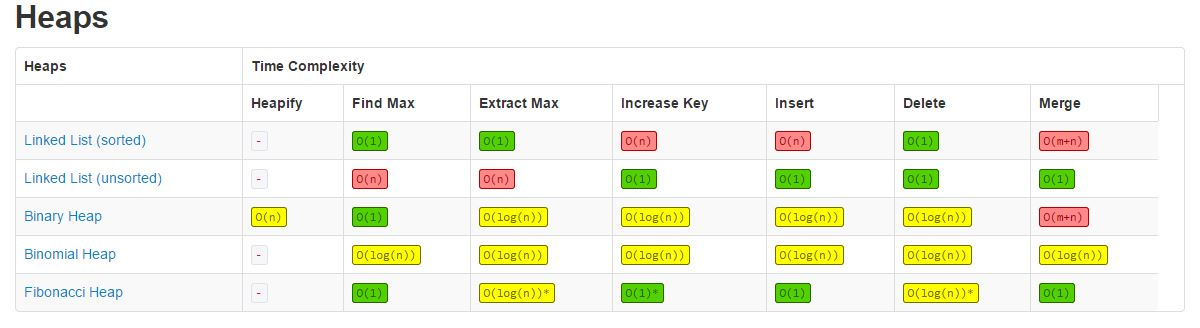 Heaps
Heaps Time Complexity
Heapify Find Max Extract Max Increase Key Insert Delete Merge
Linked List (sorted) - O(1) O(1) O(n) O(n) O(1) O(m+n)
Linked List (unsorted) - O(n) O(n) O(1) O(1) O(1) O(1)
Binary Heap O(n) O(1) O(log(n)) O(log(n)) O(log(n)) O(log(n)) O(m+n)
Binomial Heap - O(log(n)) O(log(n)) O(log(n)) O(log(n)) O(log(n)) O(log(n))
Fibonacci Heap - O(1) O(log(n))* O(1)* O(1) O(log(n))* O(1)